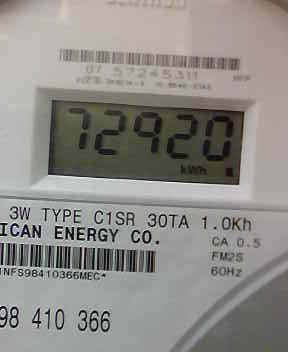 07 57245311
72920
kWh
3W TYPE C1SR 30TA 1.0Kh
ICAN ENERGY CO. CA 0.5
FM2S
60Hz
INFS98410366MEC*
98 410 366